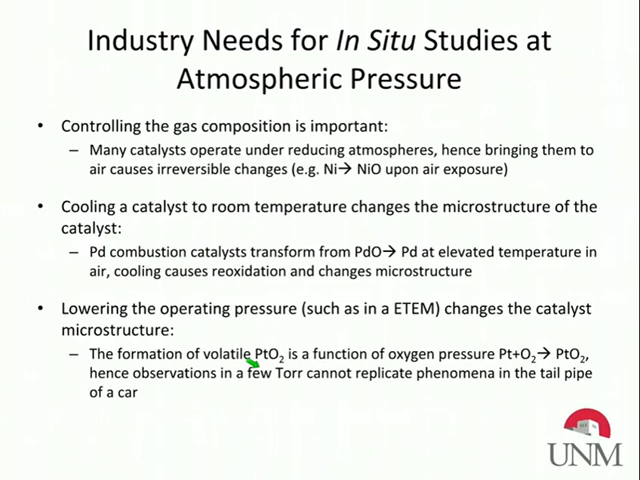 Industry Needs for In Situ Studies at
Atmospheric Pressure
• Controlling the gas composition is important:
– Many catalysts operate under reducing atmospheres, hence bringing them to
air causes irreversible changes (e.g. Ni→ NiO upon air exposure)
• Cooling a catalyst to room temperature changes the microstructure of the
catalyst:
– Pd combustion catalysts transform from PdO→ Pd at elevated temperature in
air, cooling causes reoxidation and changes microstructure
• Lowering the operating pressure (such as in a ETEM) changes the catalyst
microstructure:
– The formation of volatile PtO₂ is a function of oxygen pressure Pt+O₂→ PtO₂,
hence observations in a few Torr cannot replicate phenomena in the tail pipe
of a car
UNM